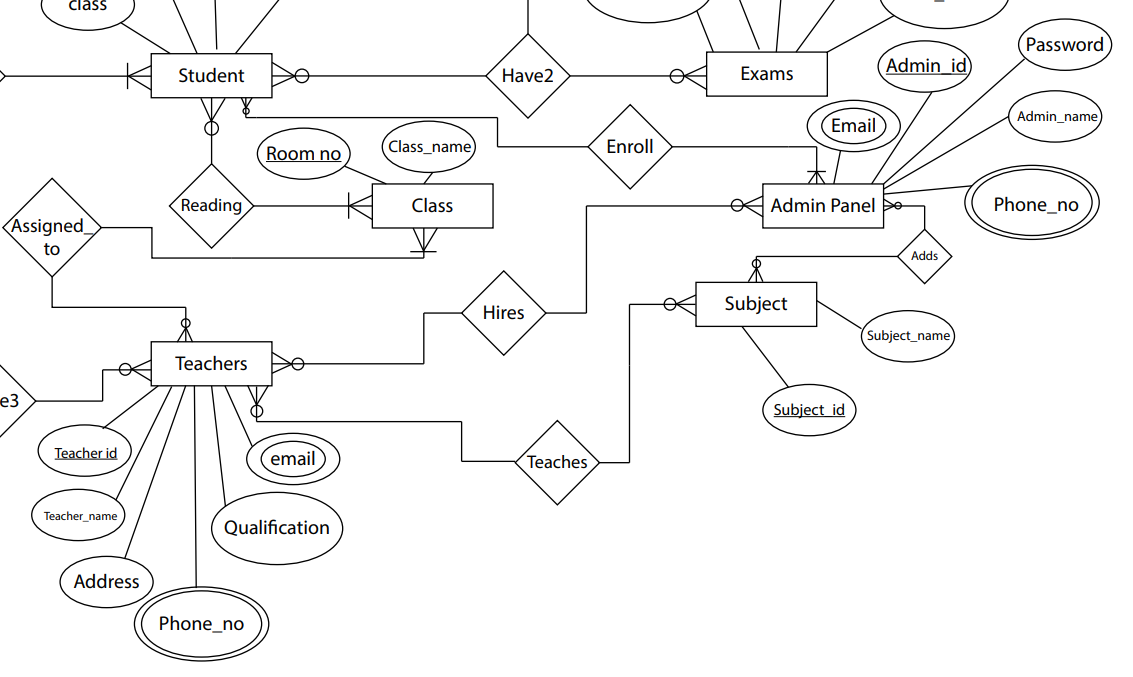 class
Student
Have2
Exams
Admin_id
Password
Admin_name
Email
Phone_no
Enroll
Room no
Class_name
Reading
Class
Admin Panel
Assigned_
to
Adds
Hires
Subject
Subject_name
Subject_id
Teachers
e3
Teacher id
email
Teaches
Teacher_name
Qualification
Address
Phone_no